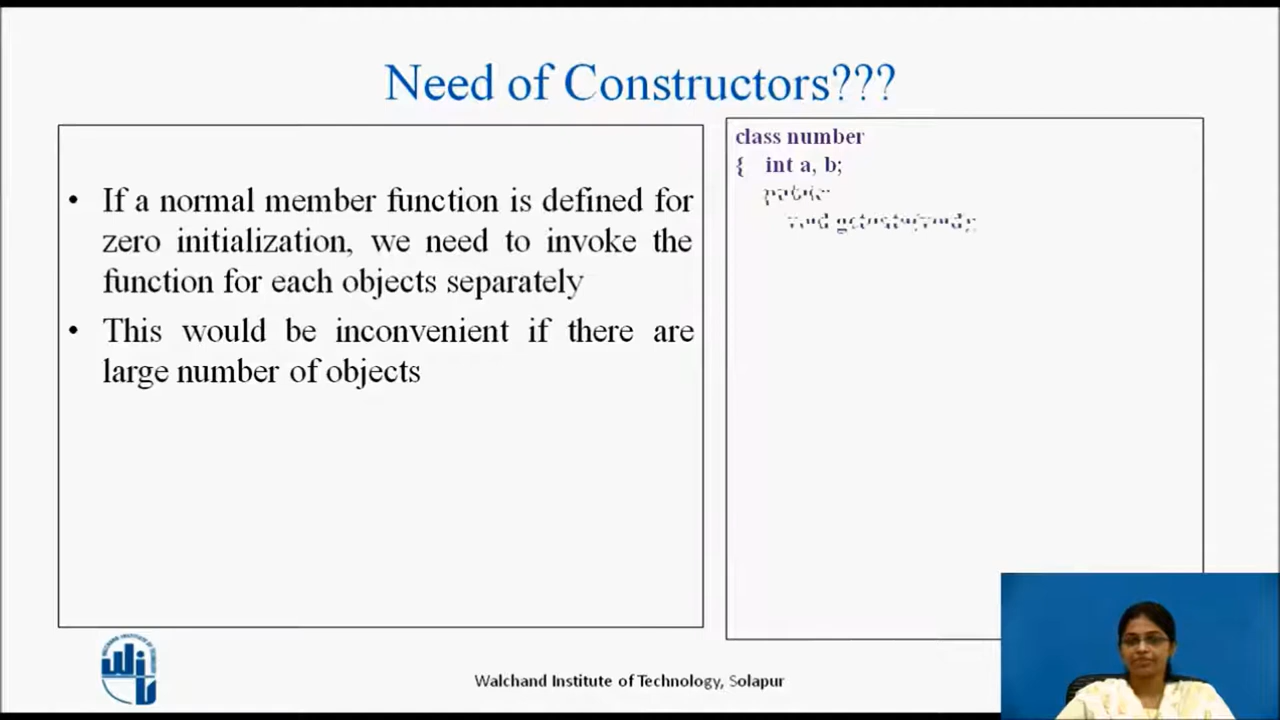 Need of Constructors???
• If a normal member function is defined for
zero initialization, we need to invoke the
function for each objects separately
• This would be inconvenient if there are
large number of objects
class number
{ int a, b;
Walchand Institute of Technology, Solapur